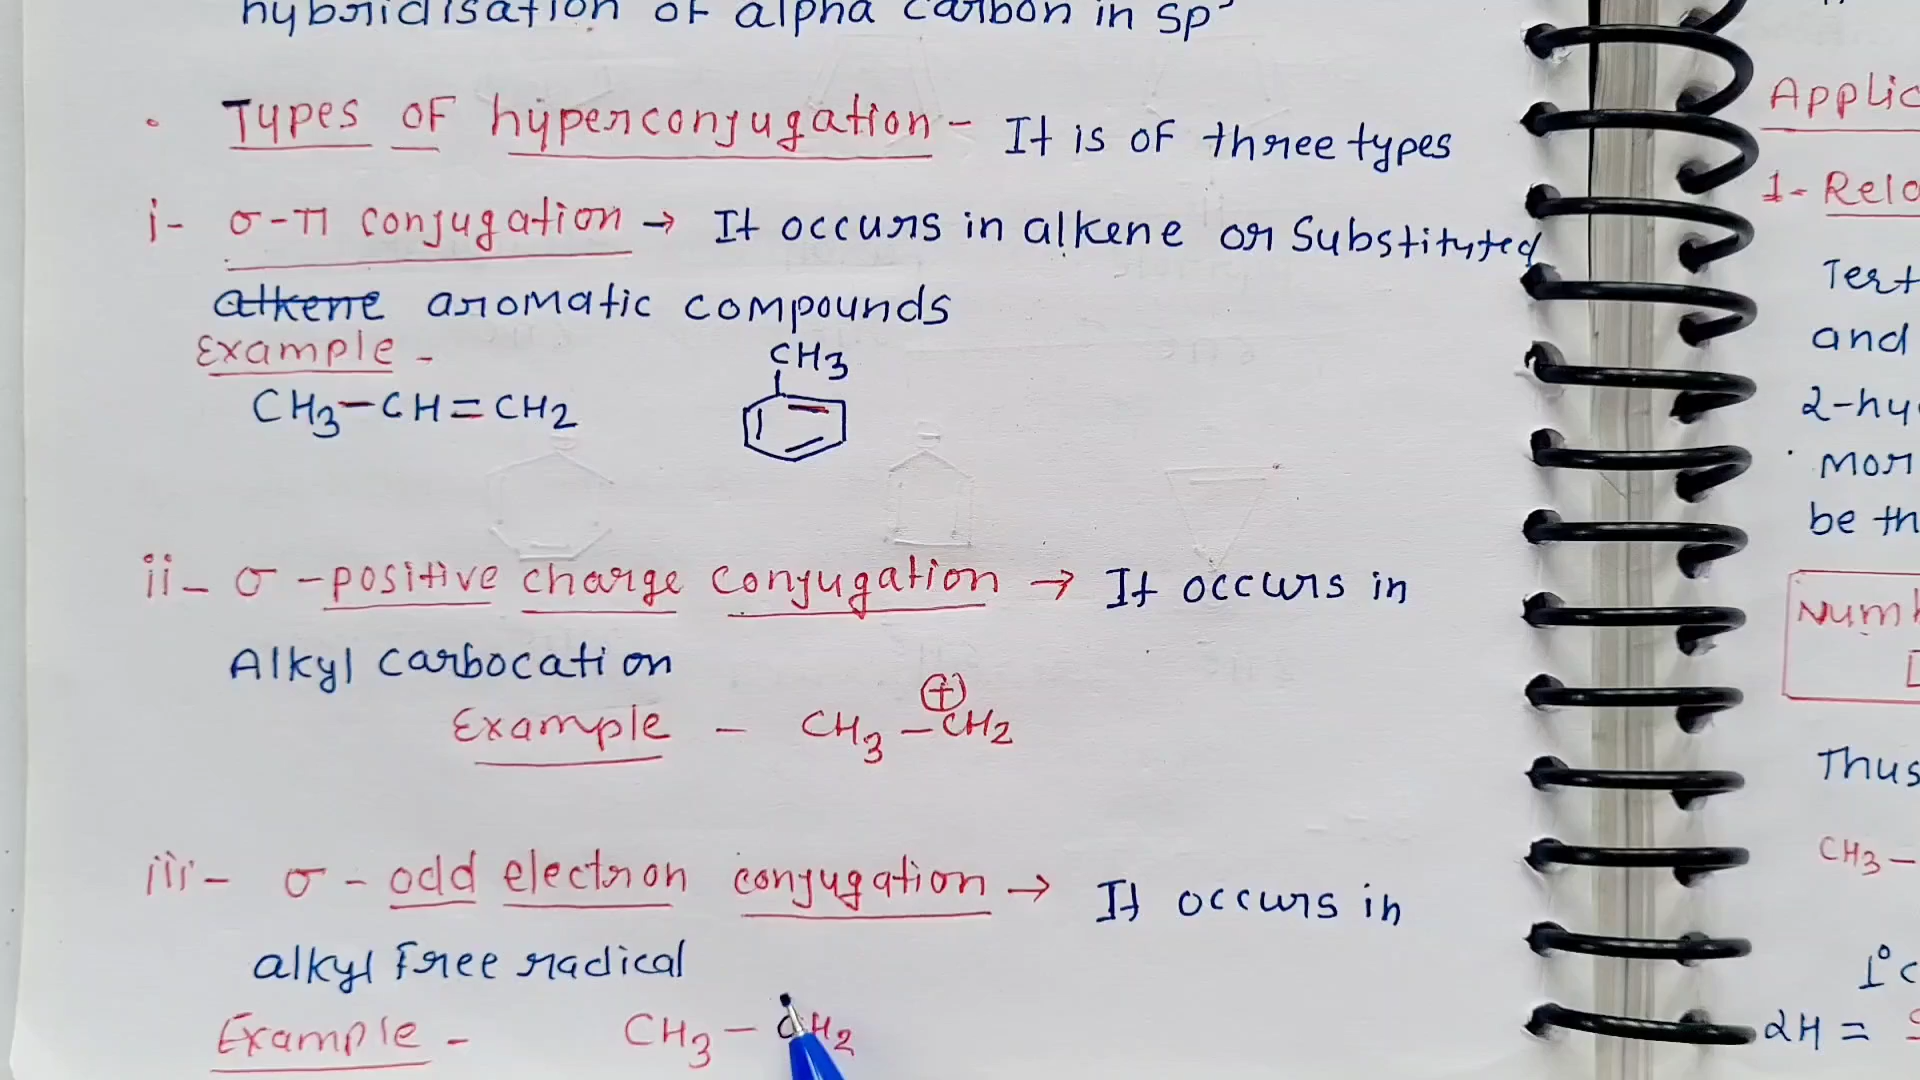 hybridisation of alpha carbon in sp³
• Types of hyperconjugation - It is of three types
i- σ-π conjugation → It occurs in alkene or Substituted
alkene aromatic compounds
Example -
CH3
CH3-CH=CH2
ii- σ-positive charge conjugation → It occurs in
Alkyl carbocation
⊕
Example - CH3-CH2
iii- σ-odd electron conjugation → It occurs in
alkyl free radical
Example - CH3-CH2
Applic
1- Rela
Tert
and
2-hy
mor
be th
Num
Thus
CH3-
1° c
2H =